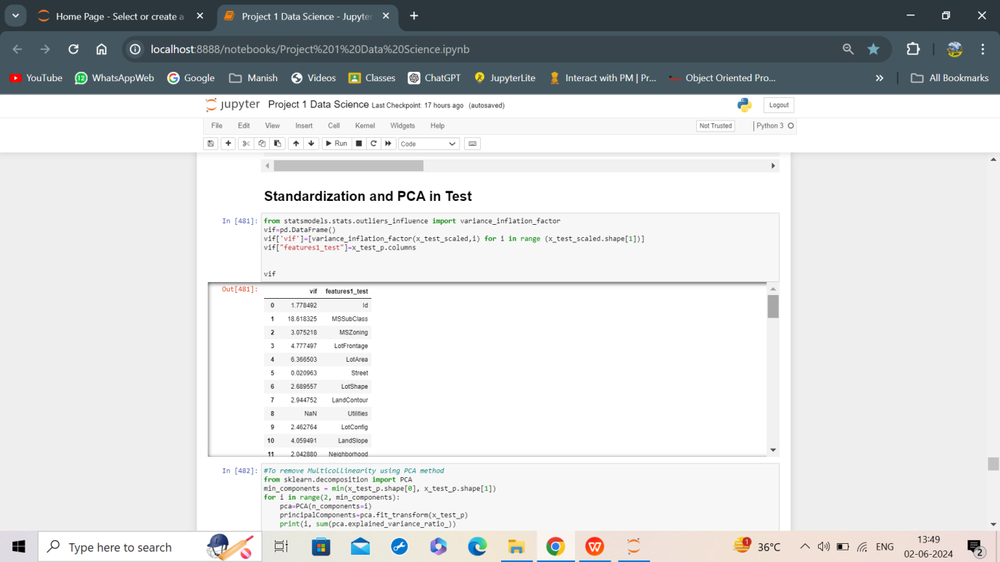 Home Page - Select or create a
Project 1 Data Science - Jupyter
localhost:8888/notebooks/Project%201%20Data%20Science.ipynb
YouTube
12
WhatsAppWeb
Google
Manish
Videos
Classes
ChatGPT
JupyterLite
Interact with PM | Pr...
Object Oriented Pro...
All Bookmarks
jupyter Project 1 Data Science Last Checkpoint: 17 hours ago (autosaved)
Logout
File Edit View Insert Cell Kernel Widgets Help
Not Trusted
Python 3
Run
Code
Standardization and PCA in Test
In [481]: from statsmodels.stats.outliers_influence import variance_inflation_factor
vif=pd.DataFrame()
vif['vif']=[variance_inflation_factor(x_test_scaled,i) for i in range (x_test_scaled.shape[1])]
vif["features1_test"]=x_test_p.columns
vif
Out[481]:
vif features1_test
0 1.778492 Id
1 18.618325 MSSubClass
2 3.075218 MSZoning
3 4.777497 LotFrontage
4 6.366503 LotArea
5 0.020963 Street
6 2.689557 LotShape
7 2.944752 LandContour
8 NaN Utilities
9 2.462764 LotConfig
10 4.059491 LandSlope
11 2.042880 Neighborhood
In [482]: #To remove Multicollinearity using PCA method
from sklearn.decomposition import PCA
min_components = min(x_test_p.shape[0], x_test_p.shape[1])
for i in range(2, min_components):
pca=PCA(n_components=i)
principalComponents=pca.fit_transform(x_test_p)
print(i, sum(pca.explained_variance_ratio_))
Type here to search
1
36°C
ENG
13:49
02-06-2024
2